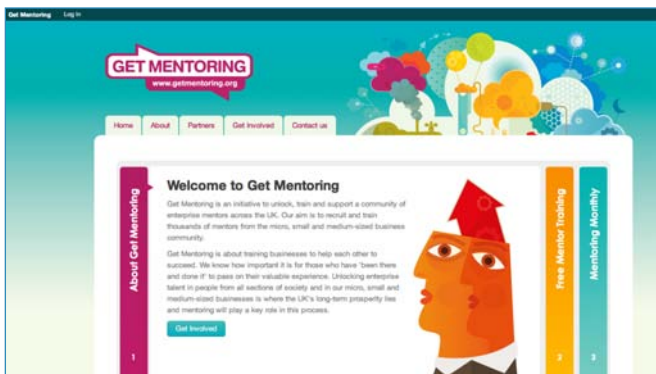 Get Mentoring Log In
GET MENTORING
www.getmentoring.org
Home About Partners Get Involved Contact us
About Get Mentoring
1
Welcome to Get Mentoring
Get Mentoring is an initiative to unlock, train and support a community of
enterprise mentors across the UK. Our aim is to recruit and train
thousands of mentors from the micro, small and medium-sized business
community.
Get Mentoring is about training businesses to help each other to
succeed. We know how important it is for those who have 'been there
and done it' to pass on their valuable experience. Unlocking enterprise
talent in people from all sections of society and in our micro, small and
medium-sized businesses is where the UK's long-term prosperity lies
and mentoring will play a key role in this process.
Get Involved
Free Mentor Training
2
Mentoring Monthly
3